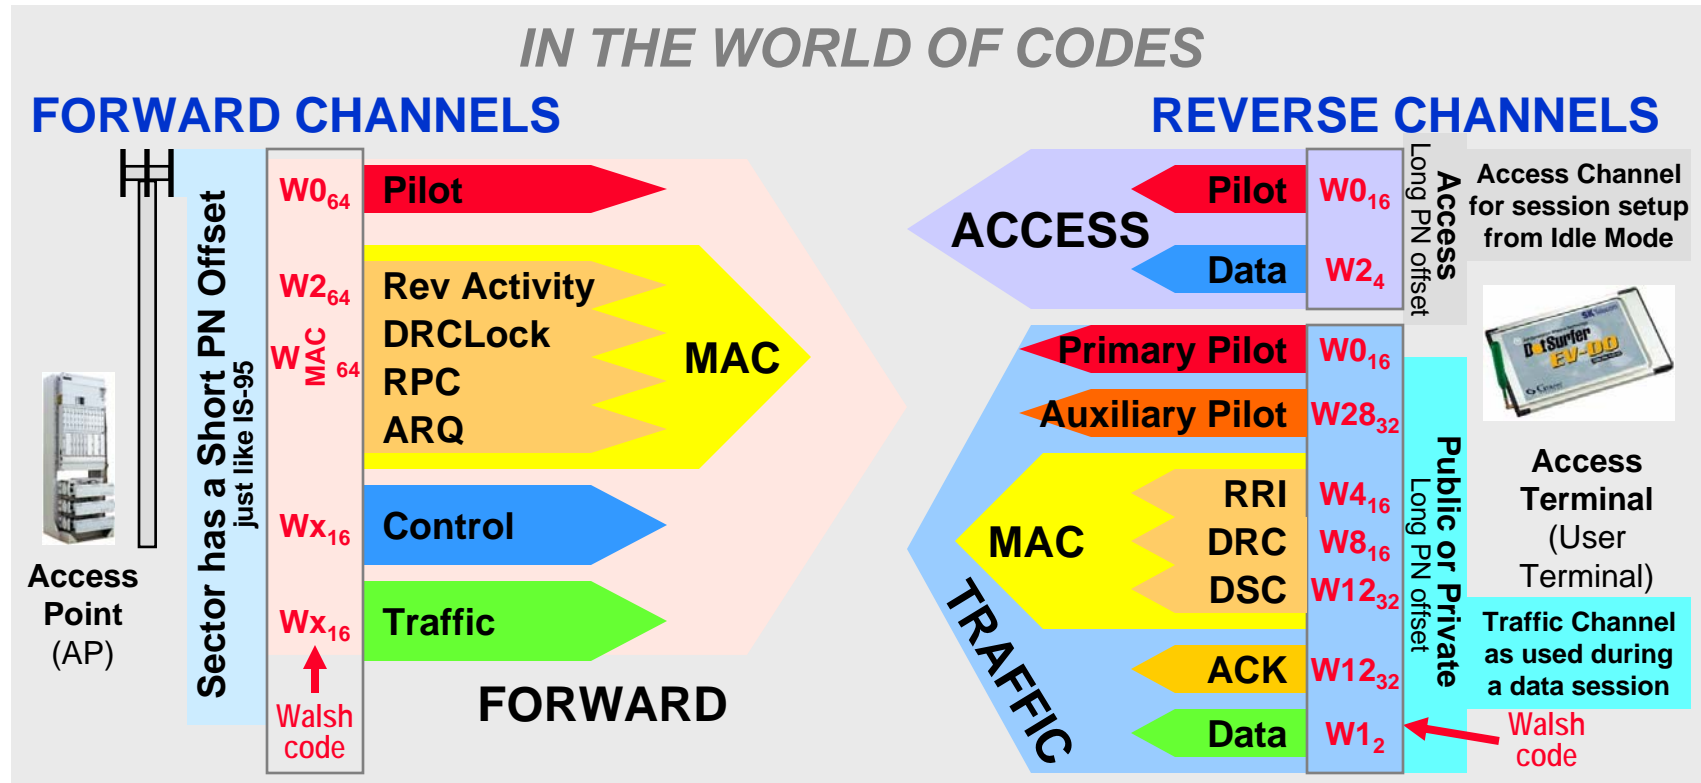 IN THE WORLD OF CODES
FORWARD CHANNELS
Sector has a Short PN Offset
just like IS-95
W0₆₄
Pilot
W2₆₄
W MAC 64
Rev Activity
DRCLock
RPC
ARQ
MAC
Wx₁₆
Control
Wx₁₆
Traffic
Walsh
code
FORWARD
Access
Point
(AP)
REVERSE CHANNELS
ACCESS
Pilot
W0₁₆
Data
W2₄
Access
Long PN offset
Access Channel
for session setup
from Idle Mode
TRAFFIC
Primary Pilot
W0₁₆
Auxiliary Pilot
W28₃₂
MAC
RRI
W4₁₆
DRC
W8₁₆
DSC
W12₃₂
ACK
W12₃₂
Data
W1₂
Public or Private
Long PN offset
DotSurfer
EV-DO
Access
Terminal
(User
Terminal)
Traffic Channel
as used during
a data session
Walsh
code